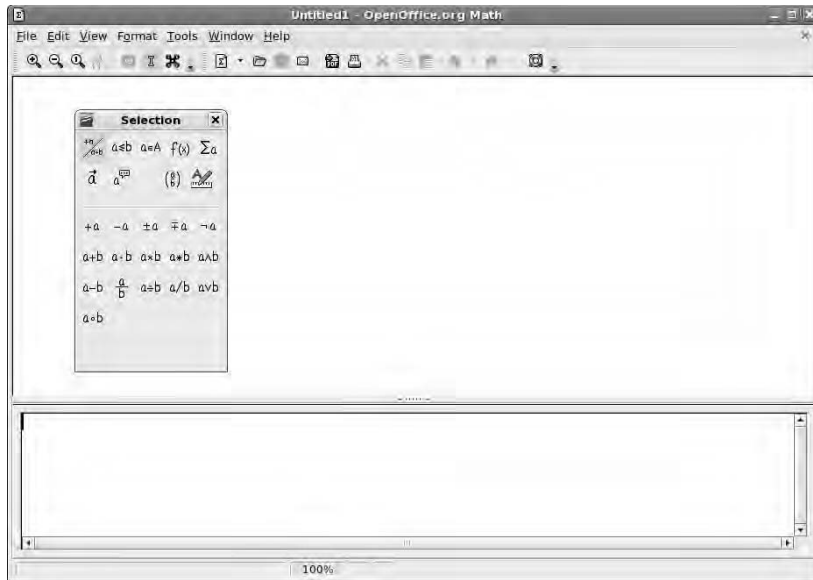 Untitled1 - OpenOffice.org Math
File Edit View Format Tools Window Help
Selection
+a/a+b a≤b a∈A f(x) Σa
a⃗
+a −a ±a ∓a ¬a
a+b a·b a×b a∗b a∧b
a−b a/b a÷b a/b a∨b
a∘b
100%